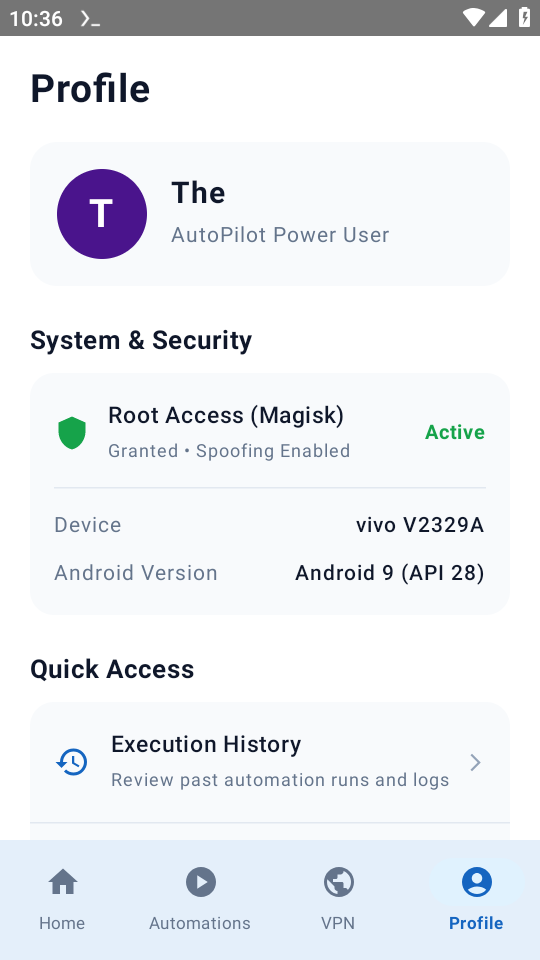 10:36
Profile
T
The
AutoPilot Power User
System & Security
Root Access (Magisk)
Granted • Spoofing Enabled
Active
Device
vivo V2329A
Android Version
Android 9 (API 28)
Quick Access
Execution History
Review past automation runs and logs
Home
Automations
VPN
Profile